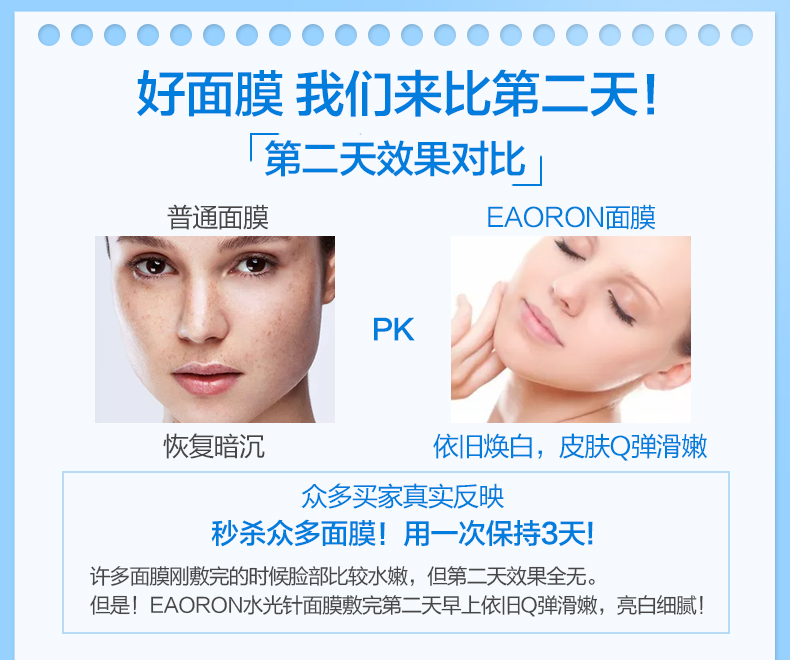 好面膜 我们来比第二天！
「第二天效果对比」
普通面膜
EAORON面膜
PK
恢复暗沉
依旧焕白，皮肤Q弹滑嫩
众多买家真实反映
秒杀众多面膜！用一次保持3天！
许多面膜刚敷完的时候脸部比较水嫩，但第二天效果全无。
但是！EAORON水光针面膜敷完第二天早上依旧Q弹滑嫩，亮白细腻！